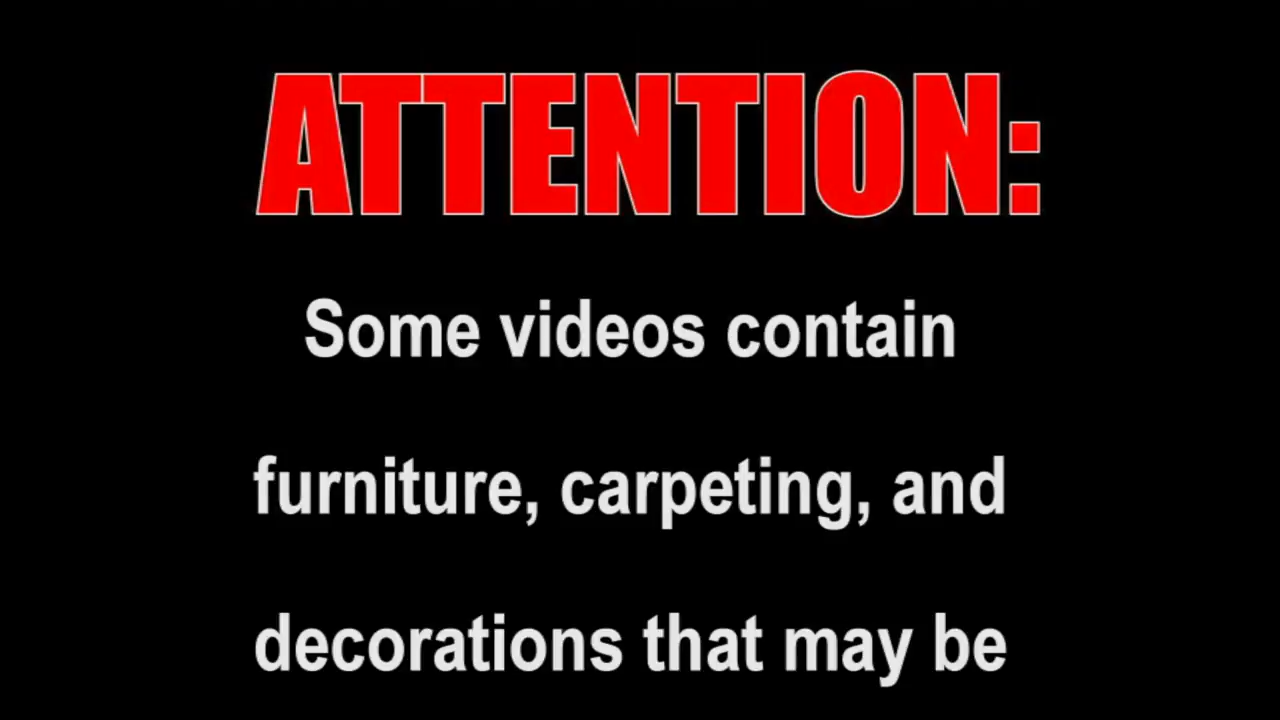 ATTENTION:
Some videos contain
furniture, carpeting, and
decorations that may be